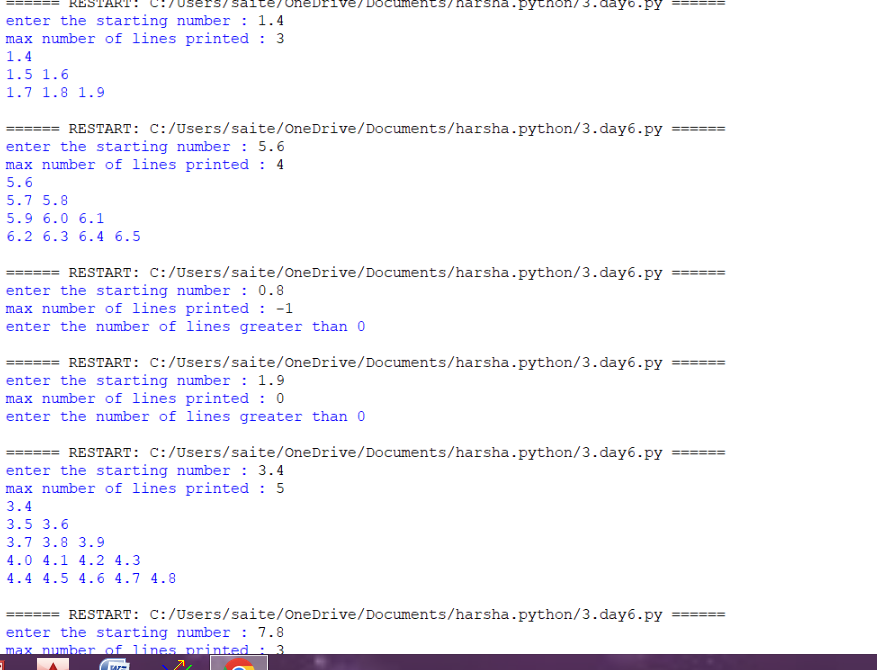 ====== RESTART: C:/Users/saite/OneDrive/Documents/harsha.python/3.day6.py ======
enter the starting number : 1.4
max number of lines printed : 3
1.4
1.5 1.6
1.7 1.8 1.9
====== RESTART: C:/Users/saite/OneDrive/Documents/harsha.python/3.day6.py ======
enter the starting number : 5.6
max number of lines printed : 4
5.6
5.7 5.8
5.9 6.0 6.1
6.2 6.3 6.4 6.5
====== RESTART: C:/Users/saite/OneDrive/Documents/harsha.python/3.day6.py ======
enter the starting number : 0.8
max number of lines printed : -1
enter the number of lines greater than 0
====== RESTART: C:/Users/saite/OneDrive/Documents/harsha.python/3.day6.py ======
enter the starting number : 1.9
max number of lines printed : 0
enter the number of lines greater than 0
====== RESTART: C:/Users/saite/OneDrive/Documents/harsha.python/3.day6.py ======
enter the starting number : 3.4
max number of lines printed : 5
3.4
3.5 3.6
3.7 3.8 3.9
4.0 4.1 4.2 4.3
4.4 4.5 4.6 4.7 4.8
====== RESTART: C:/Users/saite/OneDrive/Documents/harsha.python/3.day6.py ======
enter the starting number : 7.8
max number of lines printed : 3